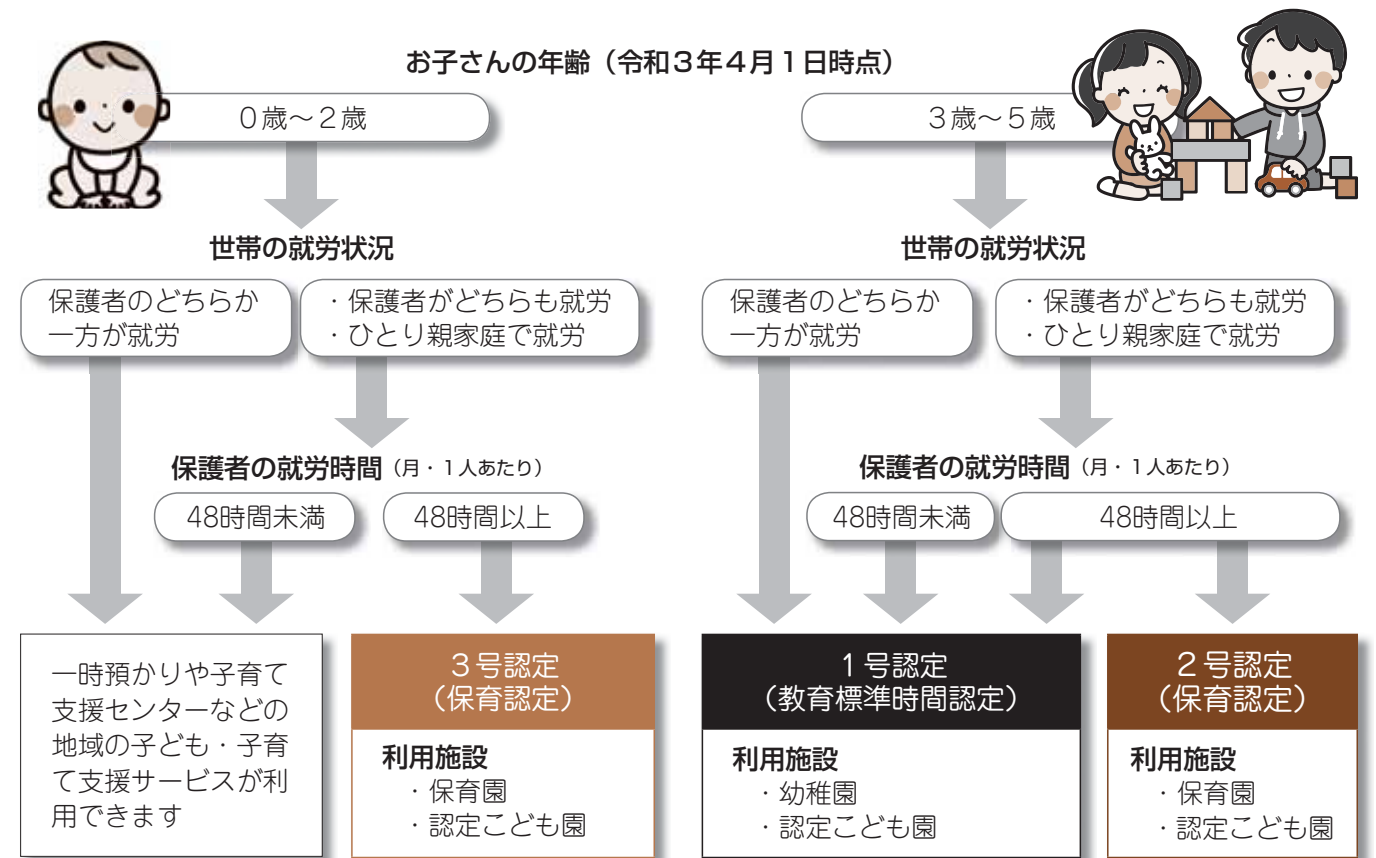 お子さんの年齢（令和３年４月１日時点）
０歳～２歳
３歳～５歳
世帯の就労状況
保護者のどちらか
一方が就労
・保護者がどちらも就労
・ひとり親家庭で就労
保護者の就労時間（月・１人あたり）
48時間未満
48時間以上
一時預かりや子育て
支援センターなどの
地域の子ども・子育
て支援サービスが利
用できます
３号認定
（保育認定）
利用施設
・保育園
・認定こども園
世帯の就労状況
保護者のどちらか
一方が就労
・保護者がどちらも就労
・ひとり親家庭で就労
保護者の就労時間（月・１人あたり）
48時間未満
48時間以上
１号認定
（教育標準時間認定）
利用施設
・幼稚園
・認定こども園
２号認定
（保育認定）
利用施設
・保育園
・認定こども園